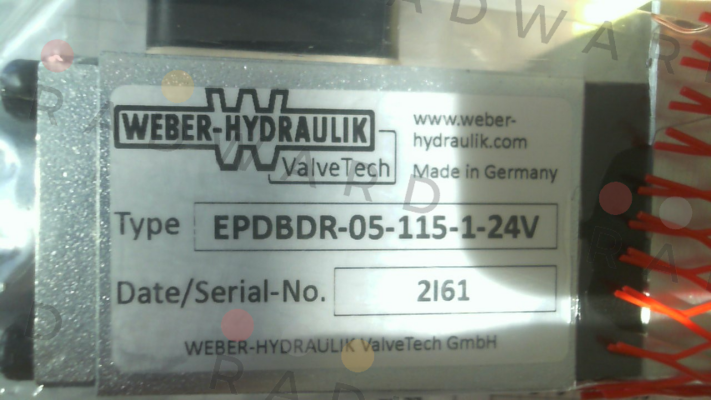 WEBER-HYDRAULIK
ValveTech
www.weber-
hydraulik.com
Made in Germany
Type EPDBDR-05-115-1-24V
Date/Serial-No. 2I61
WEBER-HYDRAULIK ValveTech GmbH